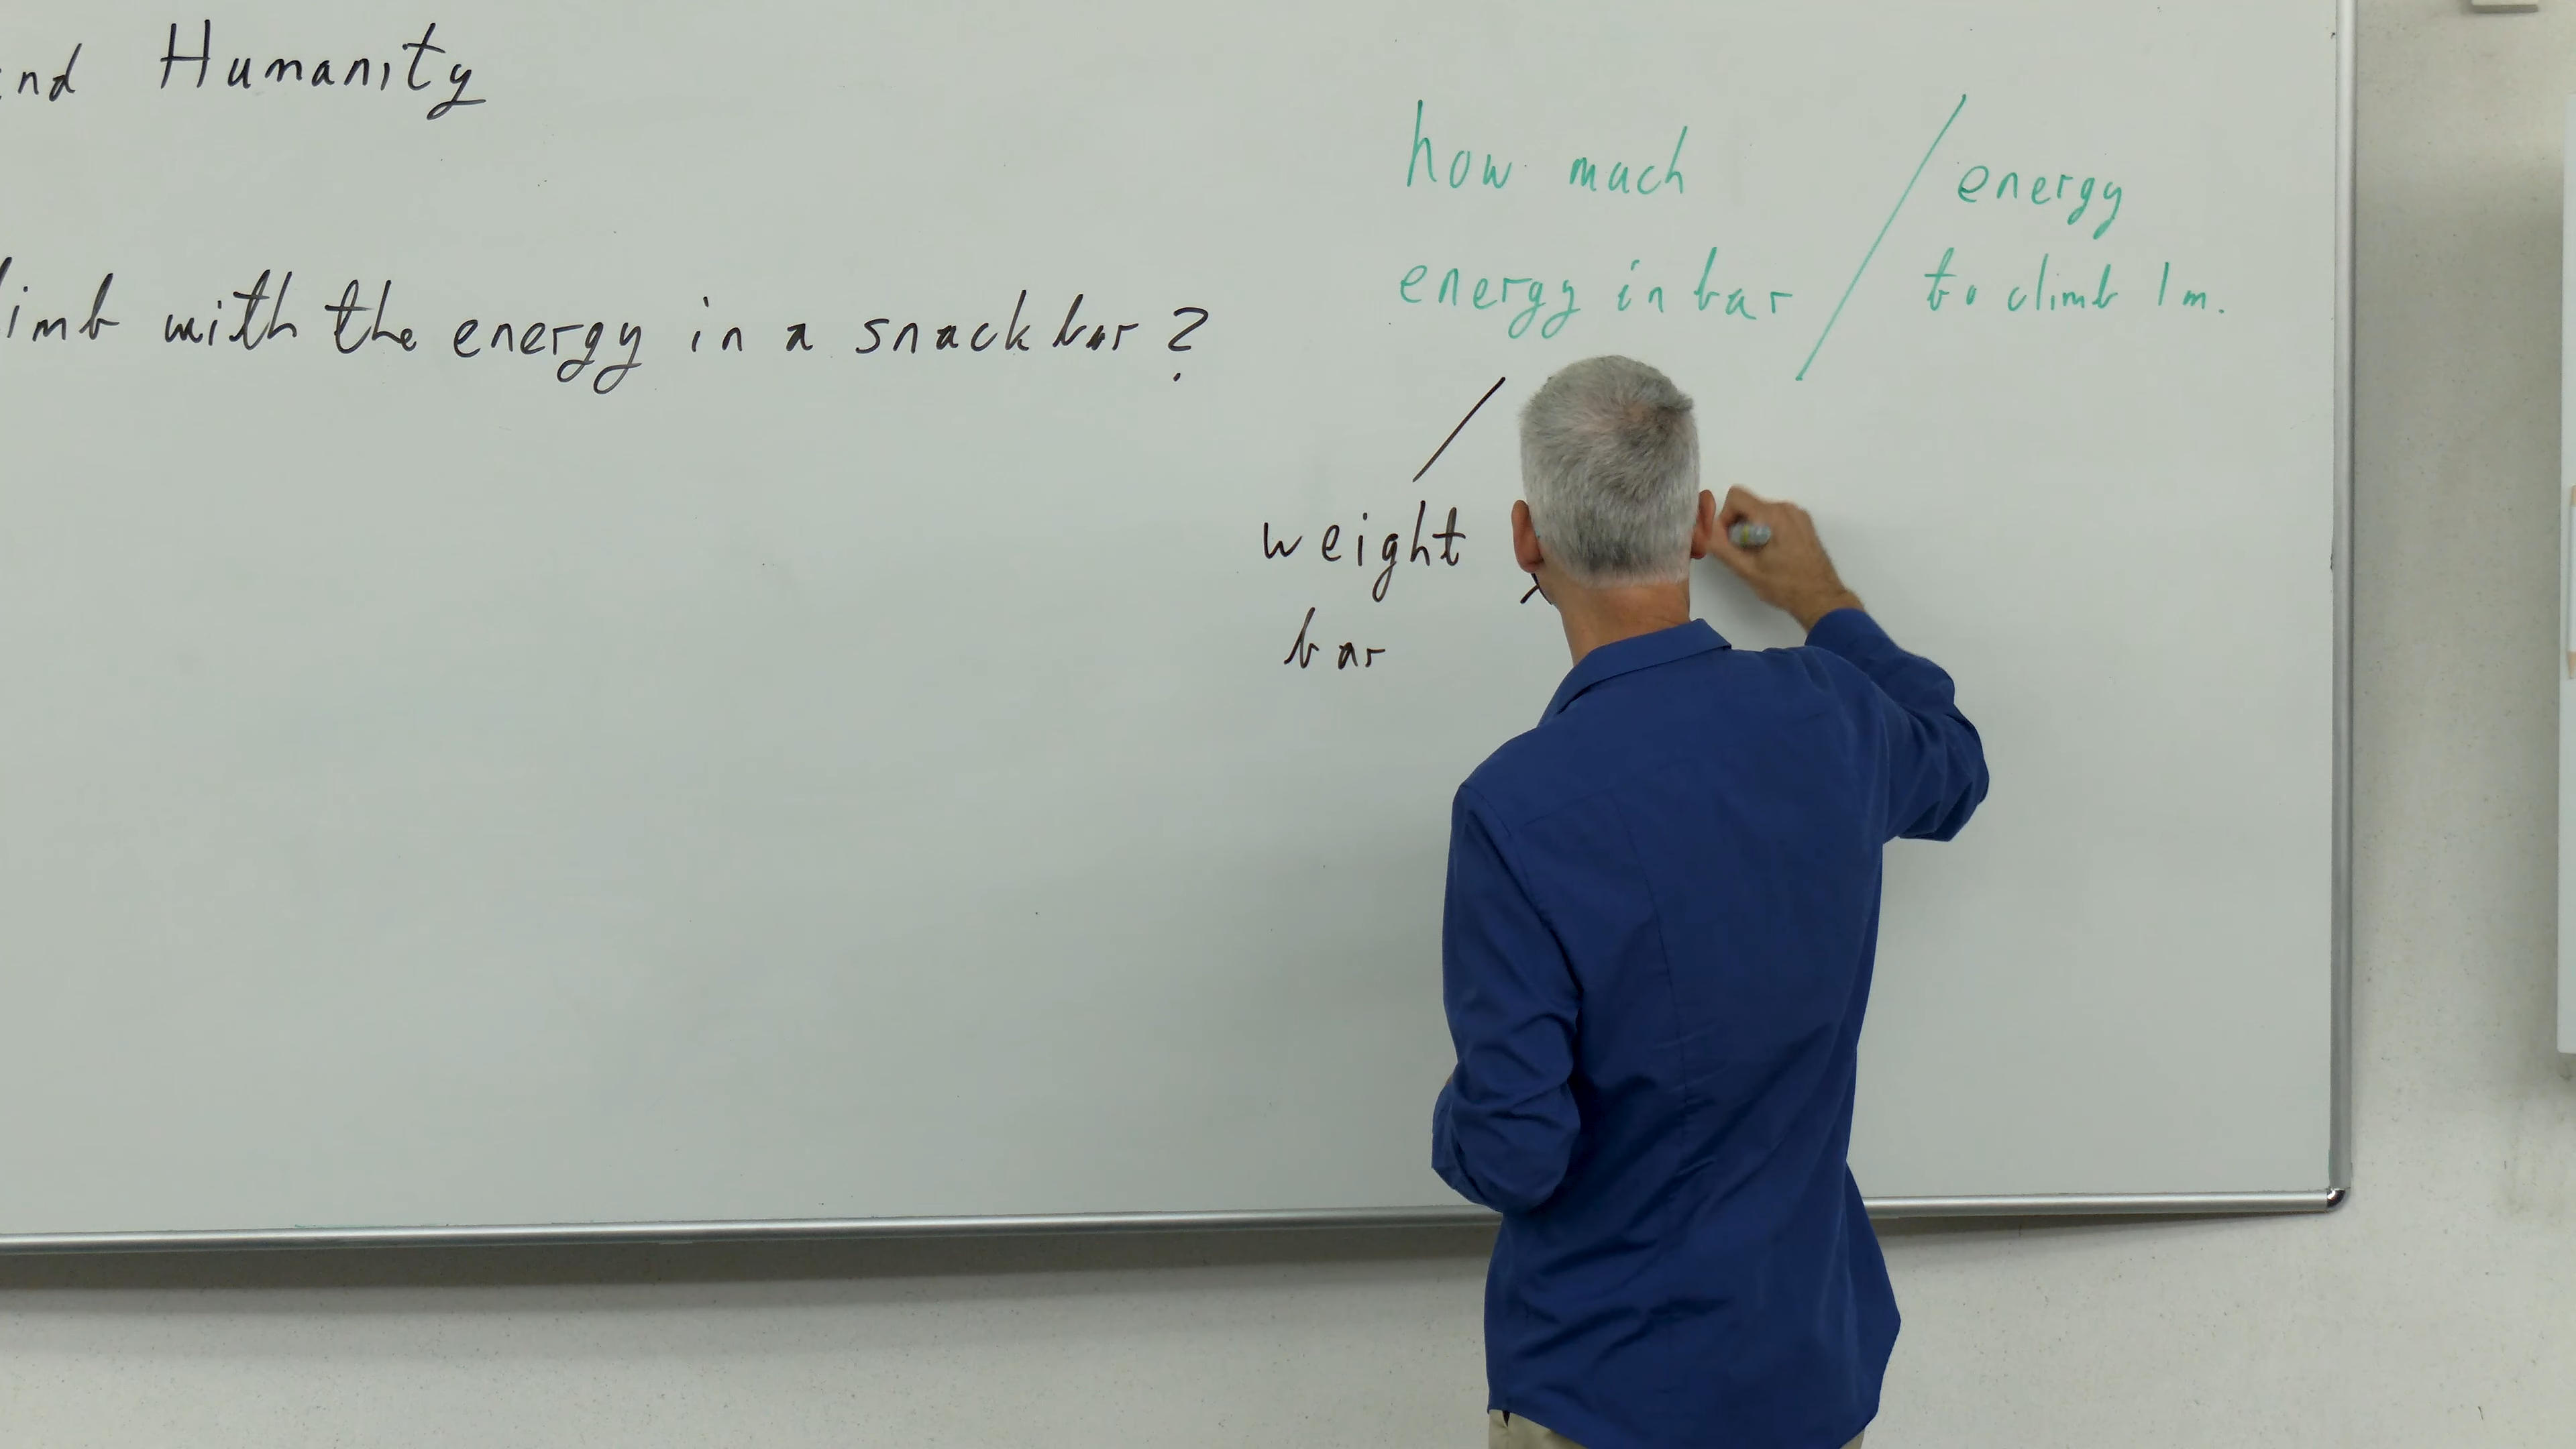 and Humanity
limb with the energy in a snack bar?
how much
energy in bar
/
energy
to climb 1m.
weight
bar
x